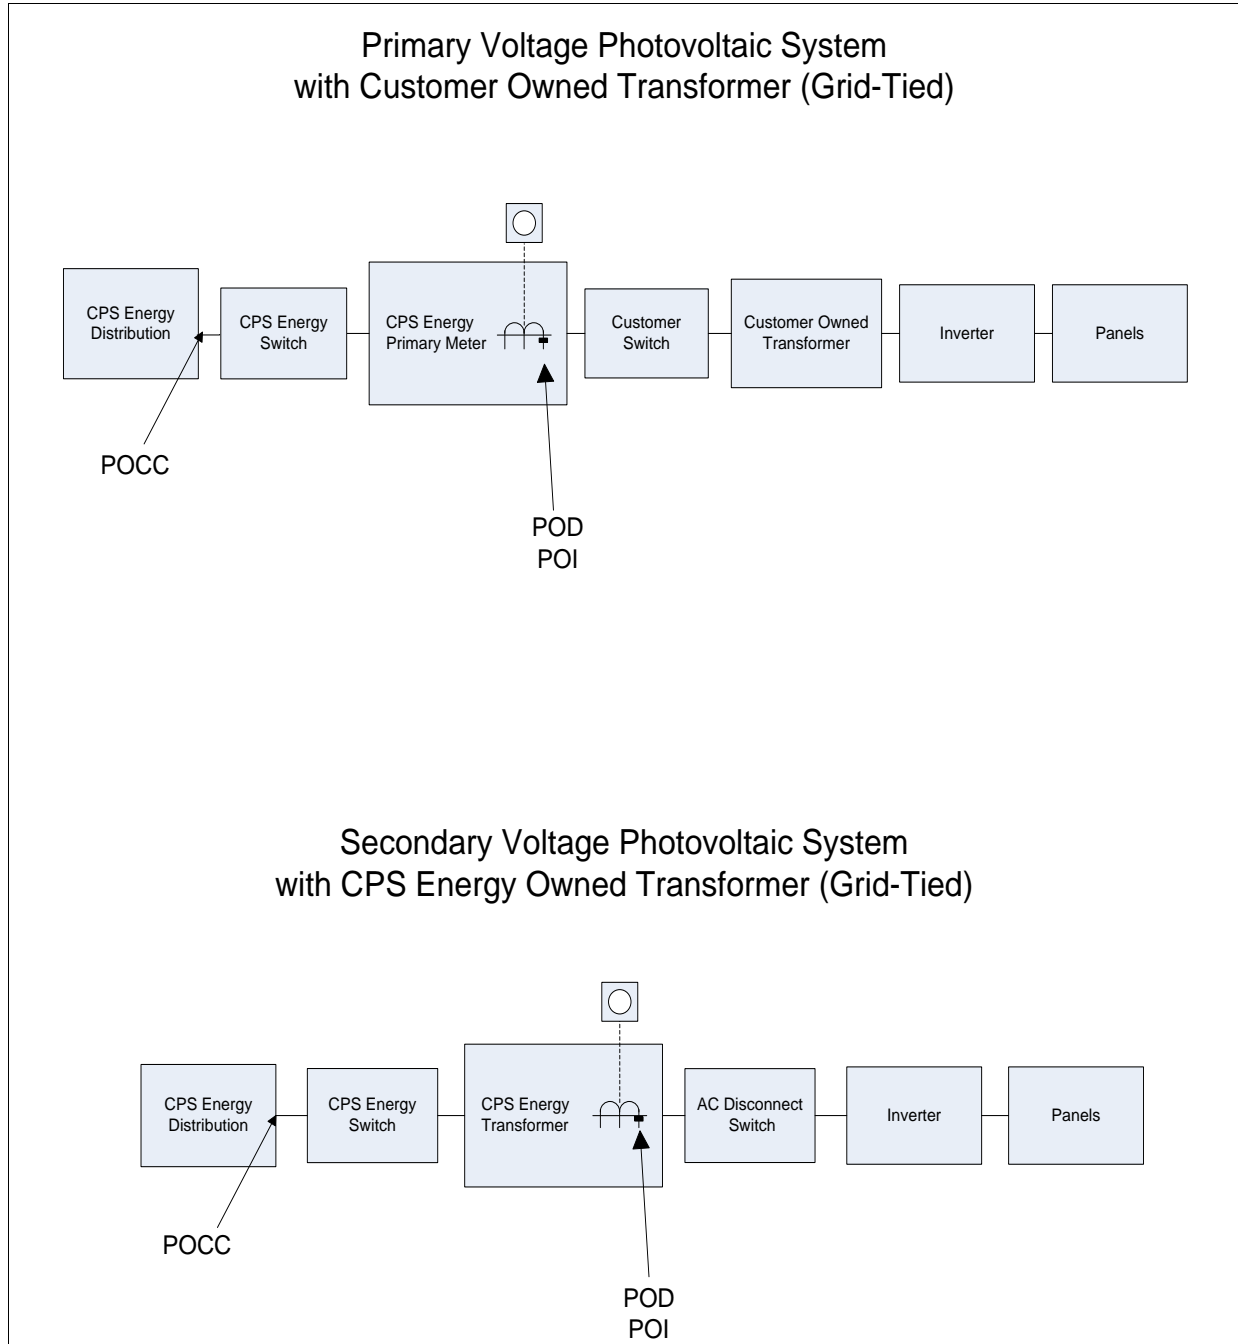 Primary Voltage Photovoltaic System
with Customer Owned Transformer (Grid-Tied)
CPS Energy
Distribution
CPS Energy
Switch
CPS Energy
Primary Meter
Customer
Switch
Customer Owned
Transformer
Inverter
Panels
POCC
POD
POI
Secondary Voltage Photovoltaic System
with CPS Energy Owned Transformer (Grid-Tied)
CPS Energy
Distribution
CPS Energy
Switch
CPS Energy
Transformer
AC Disconnect
Switch
Inverter
Panels
POCC
POD
POI